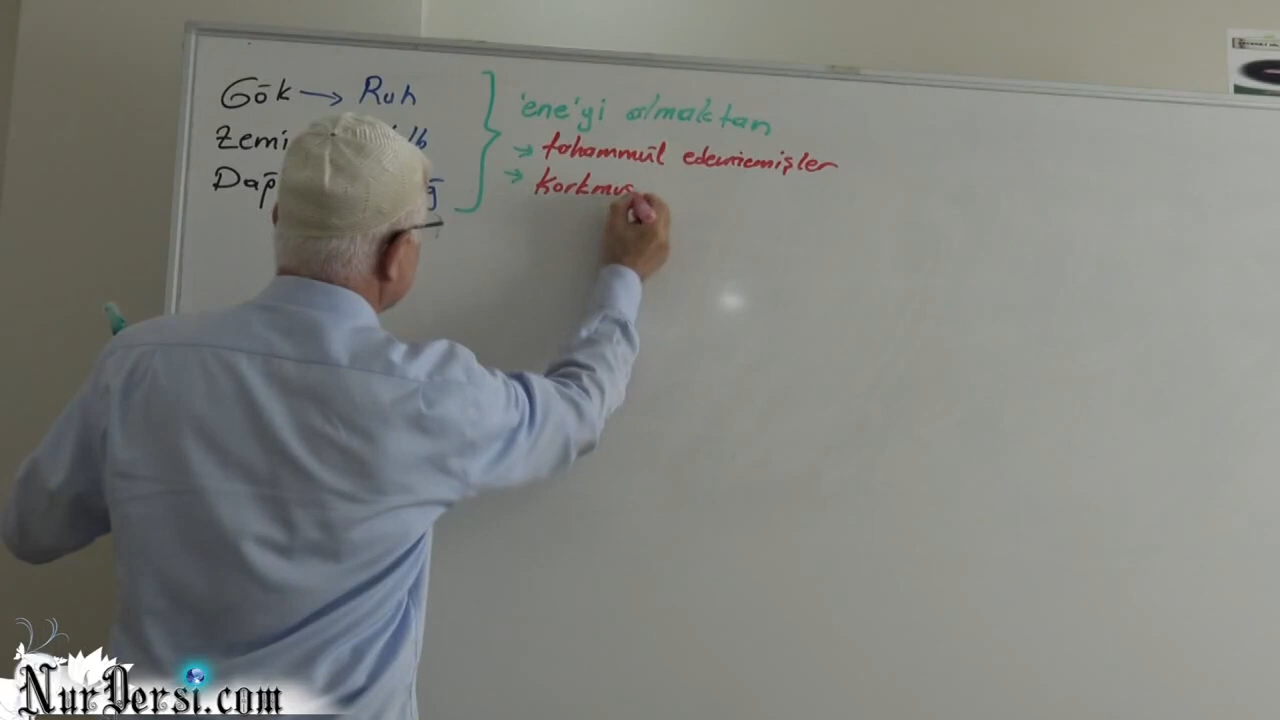 Gök → Ruh
Zemi lb
Dağ ğ
'ene'yi almaktan
→ tahammül edememişler
→ Korkmuş
NurDersi.com